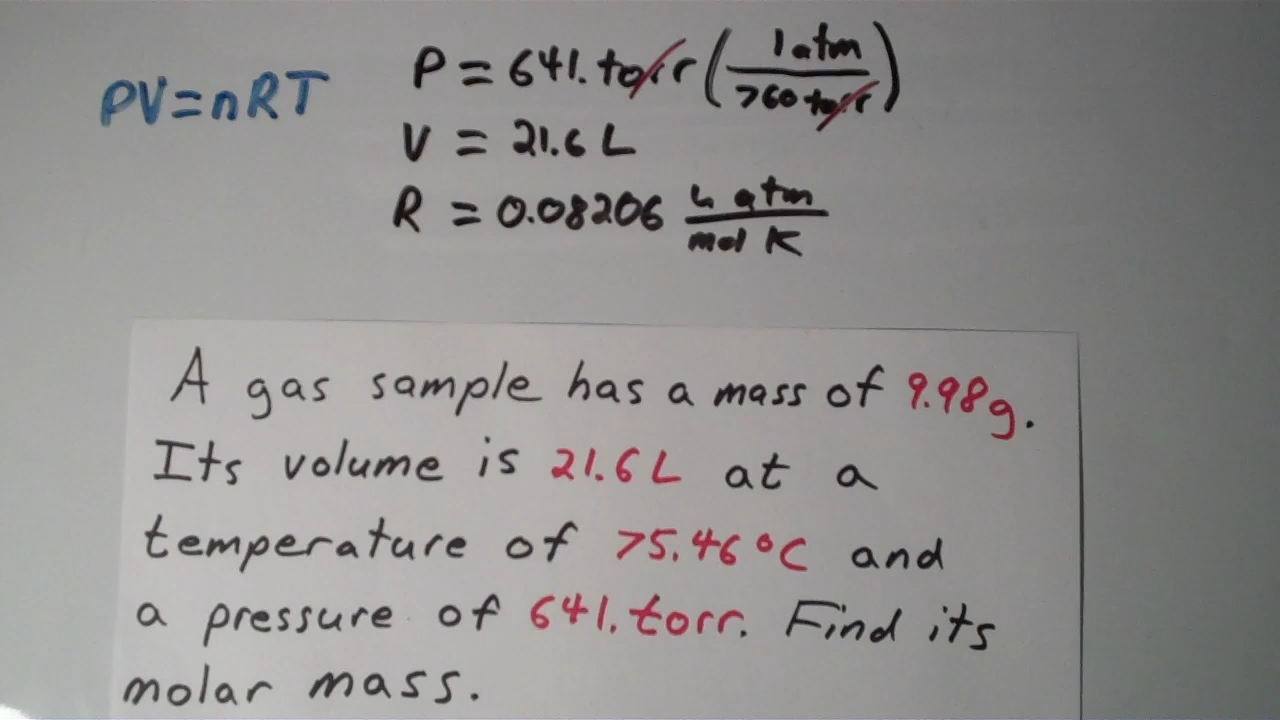 PV=nRT
P = 641. torr (1 atm / 760 torr)
V = 21.6 L
R = 0.08206 L atm / mol K
A gas sample has a mass of 9.98g.
Its volume is 21.6 L at a
temperature of 75.46°C and
a pressure of 641. torr. Find its
molar mass.